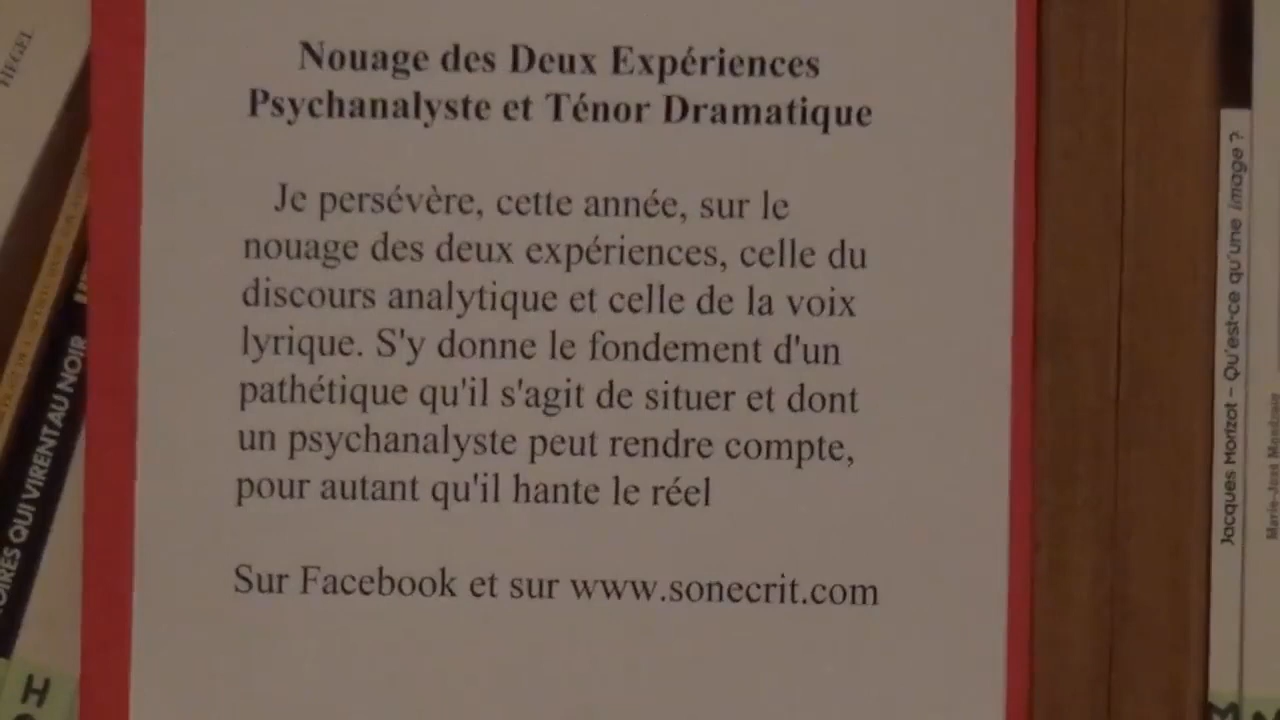 Nouage des Deux Expériences
Psychanalyste et Ténor Dramatique
Je persévère, cette année, sur le
nouage des deux expériences, celle du
discours analytique et celle de la voix
lyrique. S'y donne le fondement d'un
pathétique qu'il s'agit de situer et dont
un psychanalyste peut rendre compte,
pour autant qu'il hante le réel
Sur Facebook et sur www.sonecrit.com
HEGEL
OIRES QUI VIRENT AU NOIR
H
Jacques Morizot - Qu'est-ce qu'une image ?